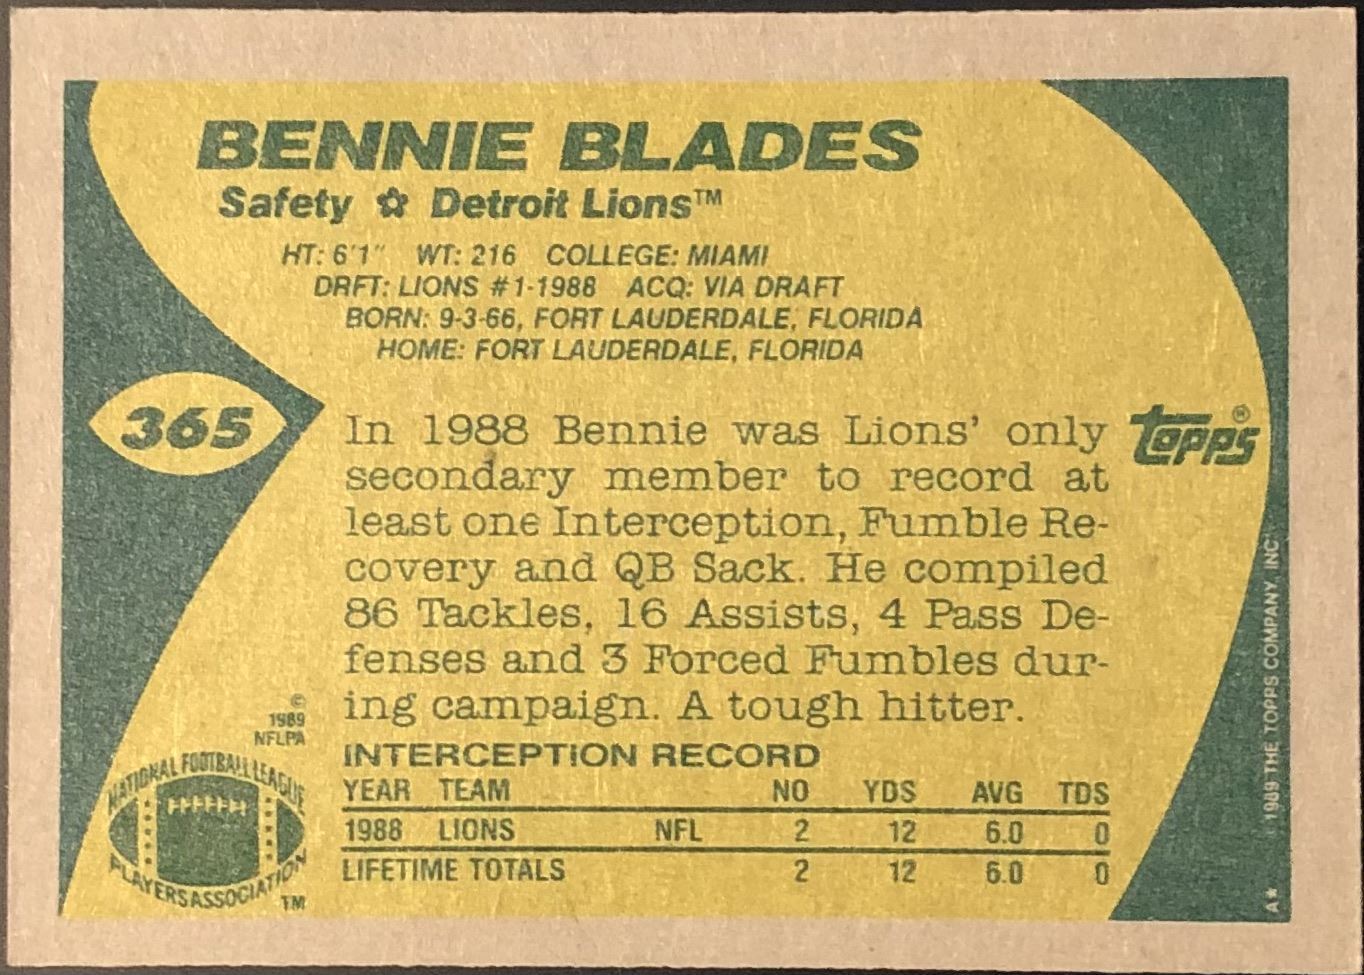 BENNIE BLADES
Safety ☆ Detroit Lions™
HT: 6'1" WT: 216 COLLEGE: MIAMI
DRFT: LIONS #1-1988 ACQ: VIA DRAFT
BORN: 9-3-66, FORT LAUDERDALE, FLORIDA
HOME: FORT LAUDERDALE, FLORIDA
365
In 1988 Bennie was Lions' only
secondary member to record at
least one Interception, Fumble Re-
covery and QB Sack. He compiled
86 Tackles, 16 Assists, 4 Pass De-
fenses and 3 Forced Fumbles dur-
ing campaign. A tough hitter.
topps®
©
1989
NFLPA
NATIONAL FOOTBALL LEAGUE
PLAYERS ASSOCIATION
TM
INTERCEPTION RECORD
YEAR TEAM NO YDS AVG TDS
1988 LIONS NFL 2 12 6.0 0
LIFETIME TOTALS 2 12 6.0 0
© 1989 THE TOPPS COMPANY, INC.
A*